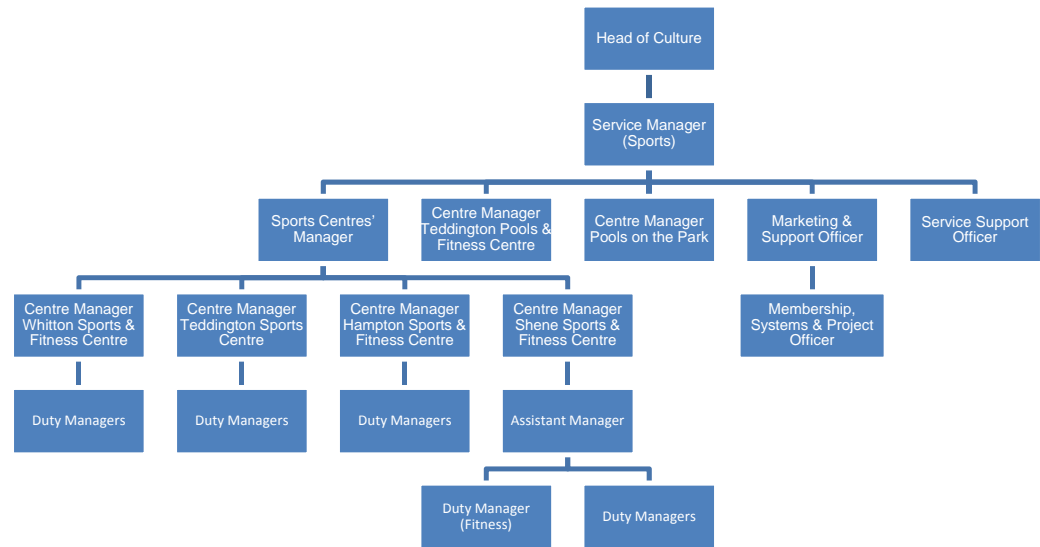 Head of Culture
Service Manager
(Sports)
Sports Centres’
Manager
Centre Manager
Teddington Pools &
Fitness Centre
Centre Manager
Pools on the Park
Marketing &
Support Officer
Service Support
Officer
Centre Manager
Whitton Sports &
Fitness Centre
Centre Manager
Teddington Sports
Centre
Centre Manager
Hampton Sports
& Fitness Centre
Centre Manager
Shene Sports &
Fitness Centre
Membership,
Systems & Project
Officer
Duty Managers
Duty Managers
Duty Managers
Assistant Manager
Duty Manager
(Fitness)
Duty Managers